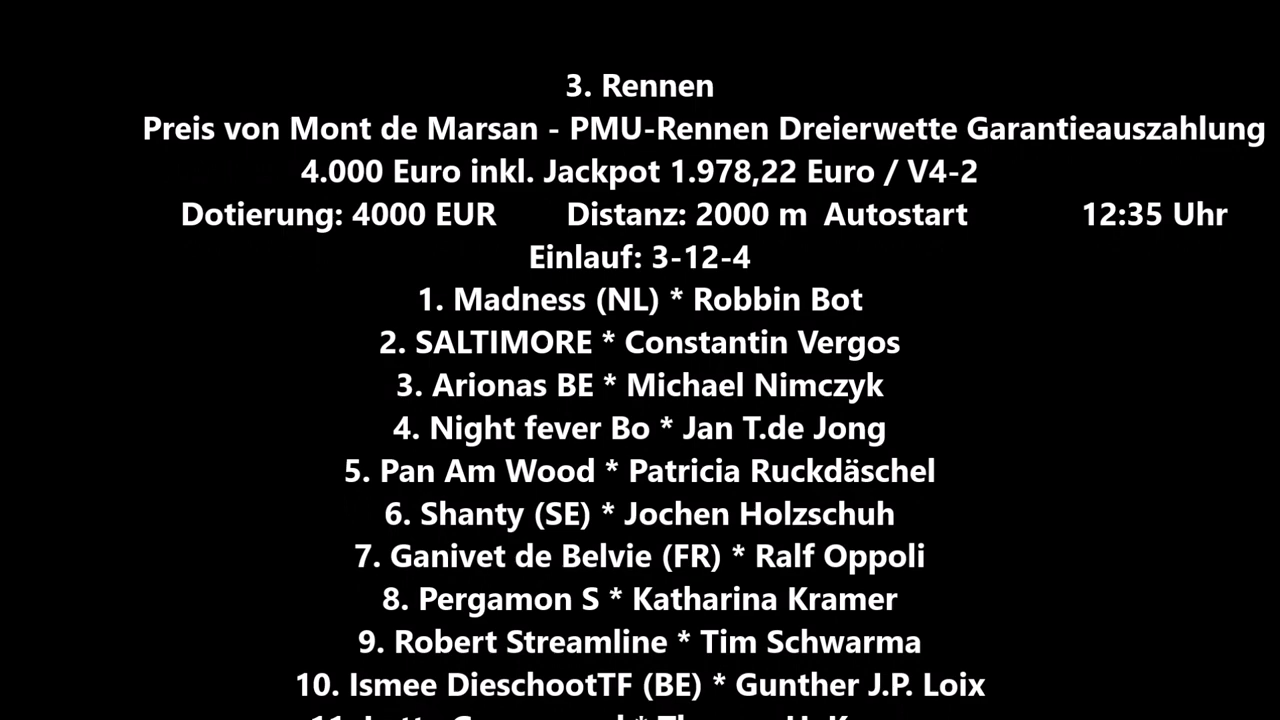 3. Rennen
Preis von Mont de Marsan - PMU-Rennen Dreierwette Garantieauszahlung
4.000 Euro inkl. Jackpot 1.978,22 Euro / V4-2
Dotierung: 4000 EUR Distanz: 2000 m Autostart 12:35 Uhr
Einlauf: 3-12-4
1. Madness (NL) * Robbin Bot
2. SALTIMORE * Constantin Vergos
3. Arionas BE * Michael Nimczyk
4. Night fever Bo * Jan T.de Jong
5. Pan Am Wood * Patricia Ruckdäschel
6. Shanty (SE) * Jochen Holzschuh
7. Ganivet de Belvie (FR) * Ralf Oppoli
8. Pergamon S * Katharina Kramer
9. Robert Streamline * Tim Schwarma
10. Ismee DieschootTF (BE) * Gunther J.P. Loix
11.